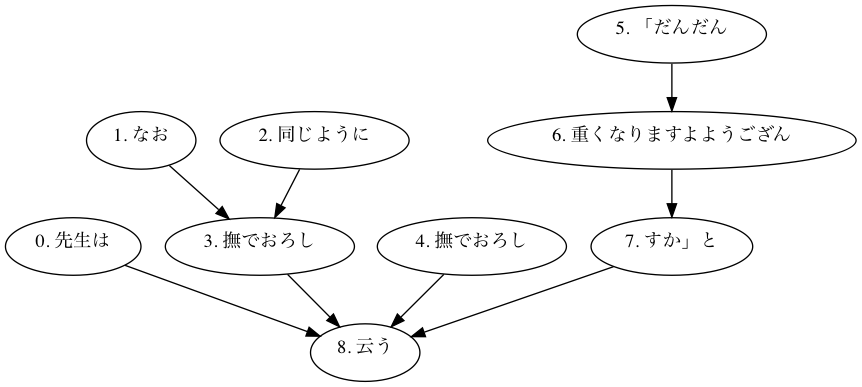 5. 「だんだん
1. なお
2. 同じように
6. 重くなりますよようござん
0. 先生は
3. 撫でおろし
4. 撫でおろし
7. すか」と
8. 云う